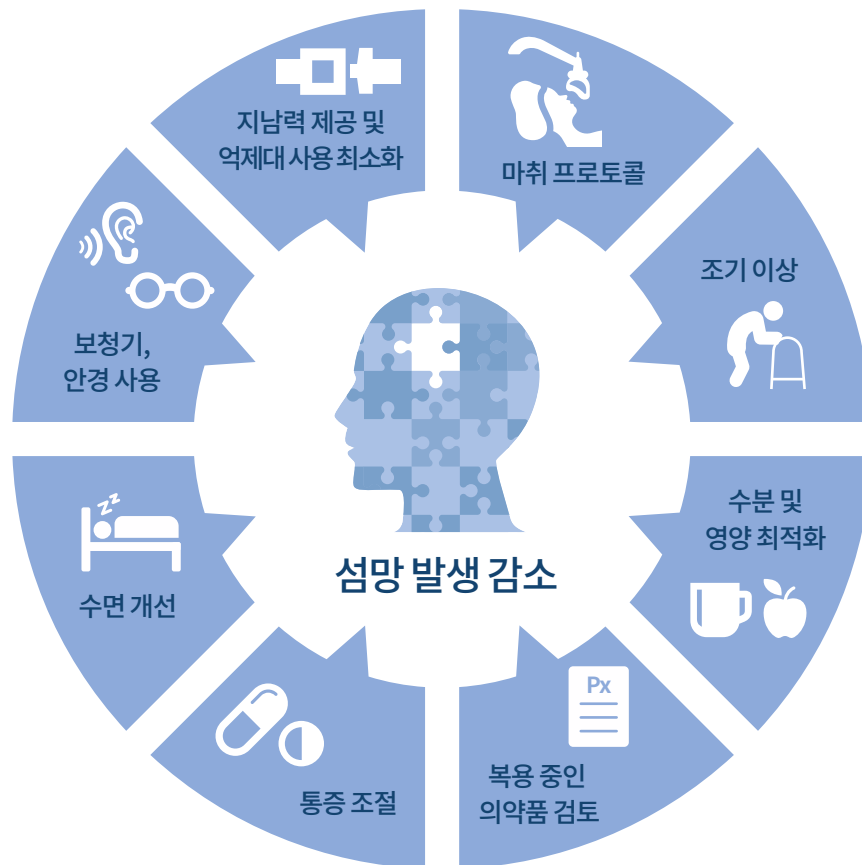 지남력 제공 및
억제대 사용 최소화
마취 프로토콜
조기 이상
보청기,
안경 사용
수분 및
영양 최적화
zz
수면 개선
섬망 발생 감소
Px
통증 조절
복용 중인
의약품 검토